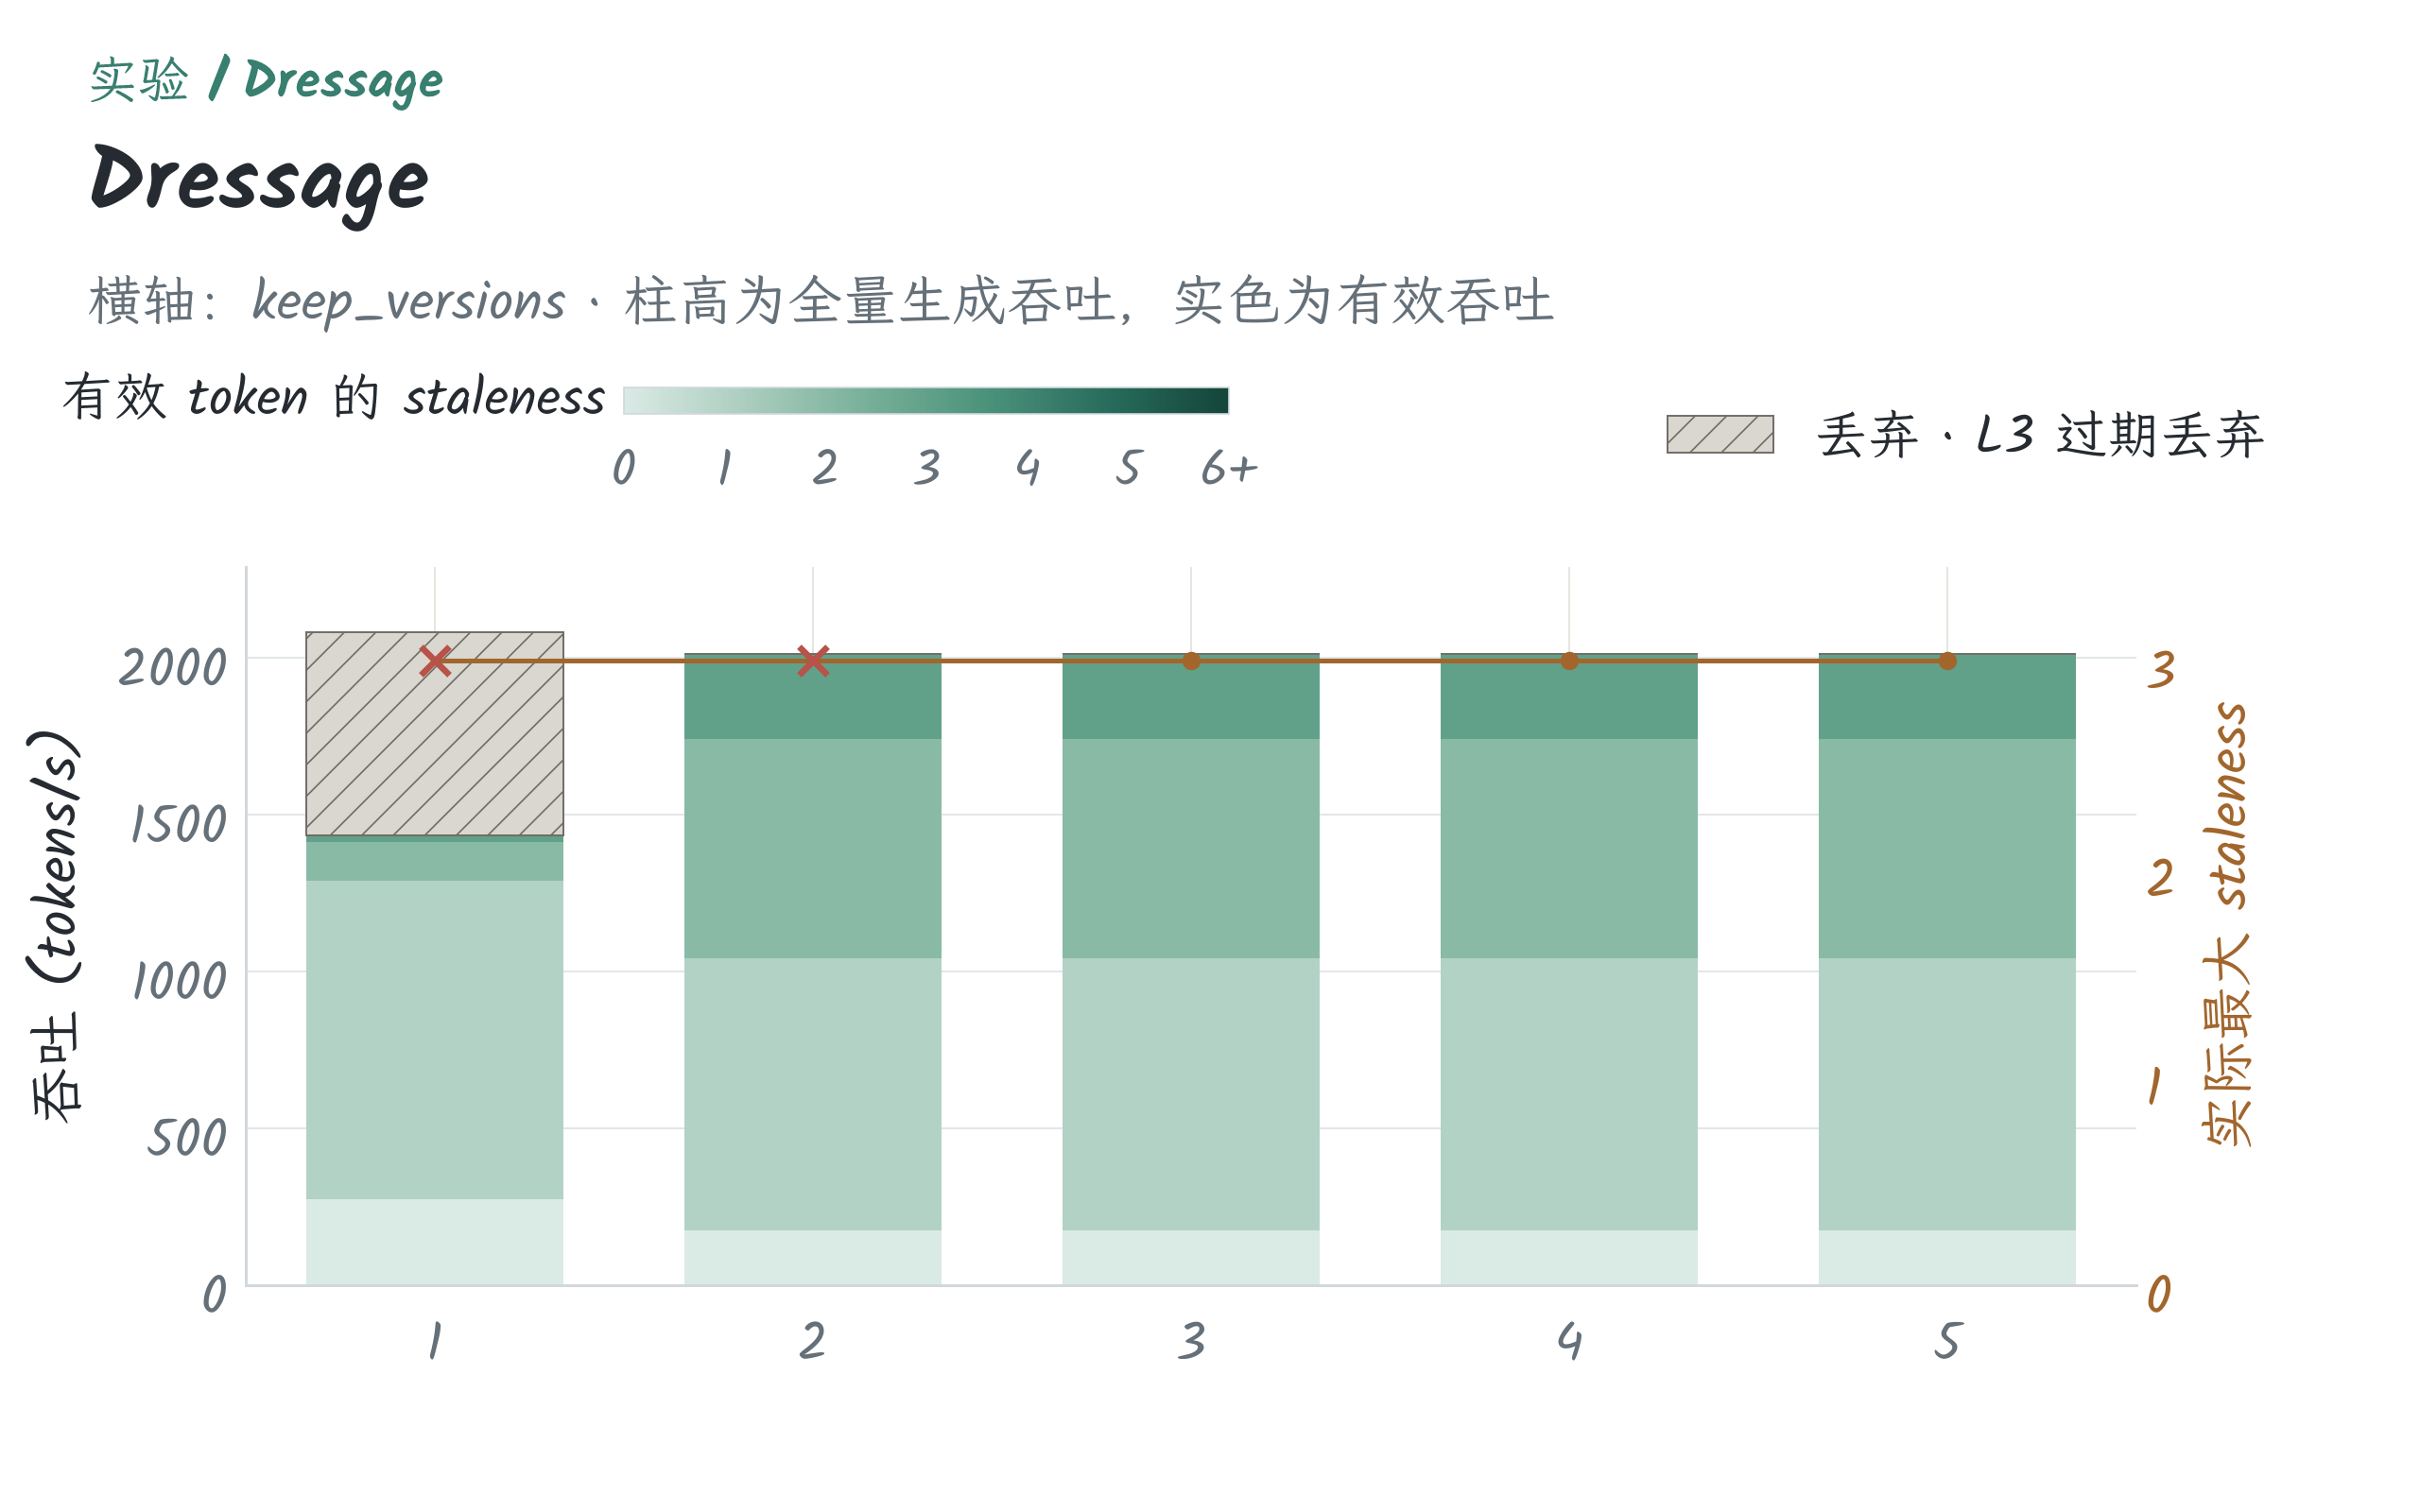 实验 / Dressage
Dressage
横轴：keep_versions · 柱高为全量生成吞吐，实色为有效吞吐
有效 token 的 staleness
0 1 2 3 4 5 6+
丢弃 · L3 过期丢弃
吞吐 (tokens/s)
2000
1500
1000
500
0
3
2
1
0
实际最大 staleness
1 2 3 4 5